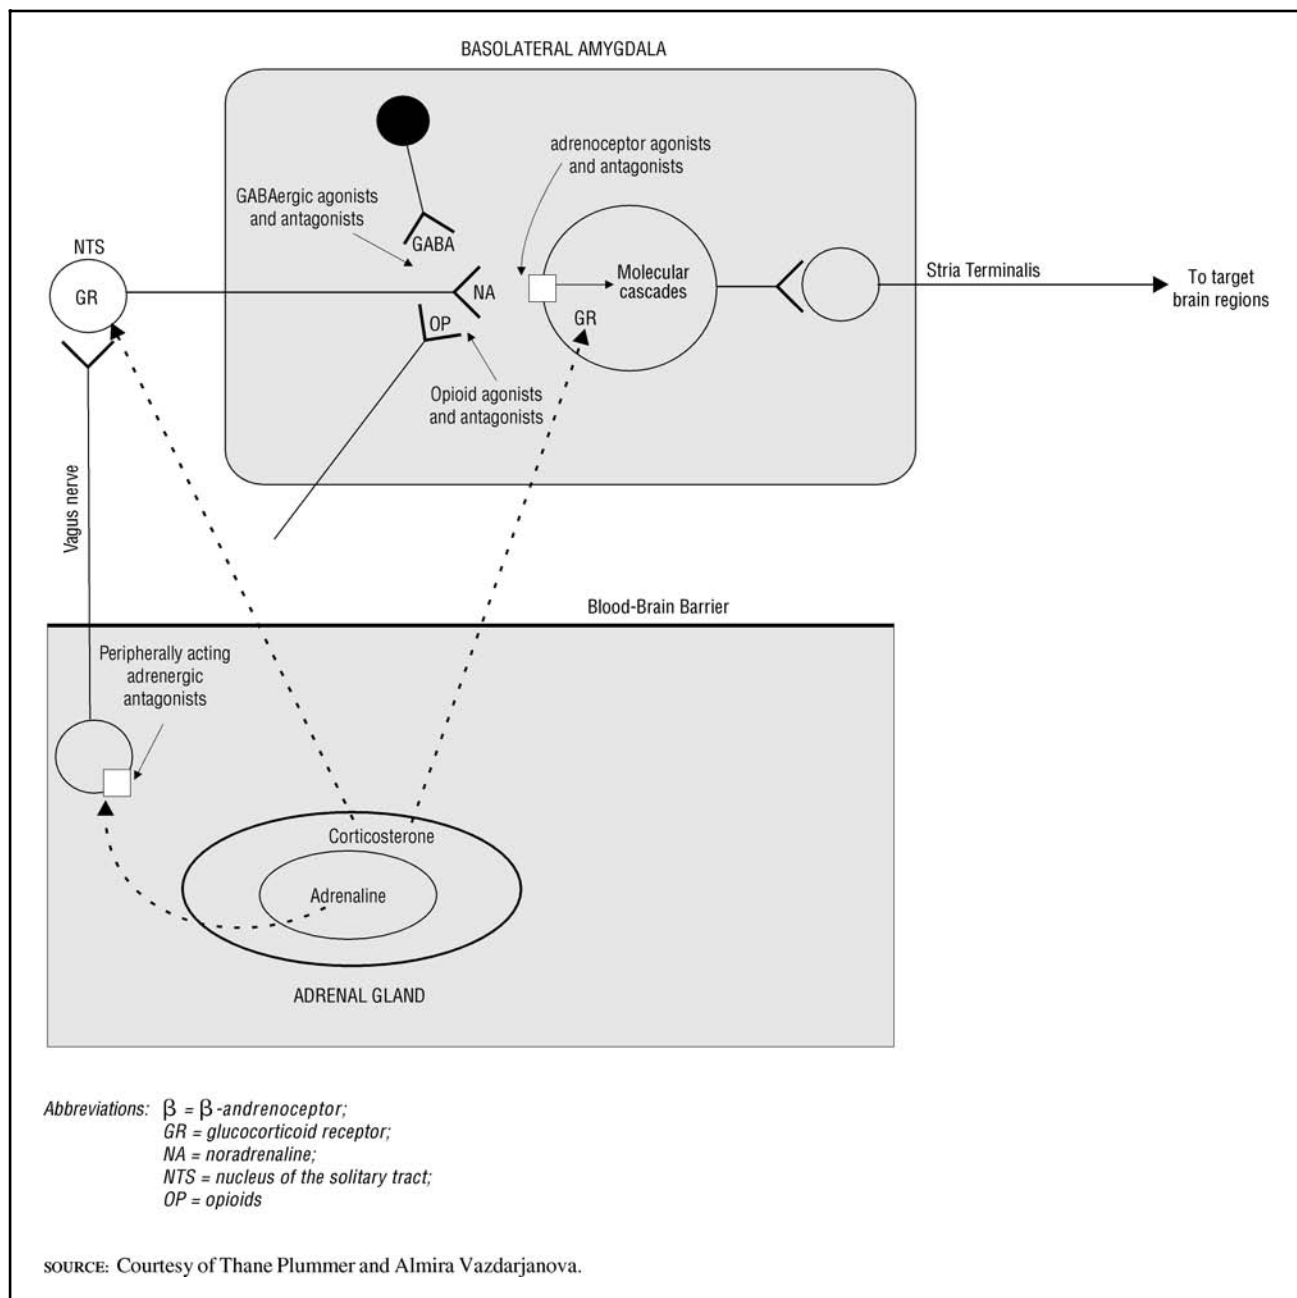 BASOLATERAL AMYGDALA
adrenoceptor agonists
and antagonists
GABAergic agonists
and antagonists
GABA
NTS
GR
NA
Molecular
cascades
GR
OP
Stria Terminalis
To target
brain regions
Opioid agonists
and antagonists
Vagus nerve
Blood-Brain Barrier
Peripherally acting
adrenergic
antagonists
Corticosterone
Adrenaline
ADRENAL GLAND
Abbreviations: β = β-andrenoceptor;
GR = glucocorticoid receptor;
NA = noradrenaline;
NTS = nucleus of the solitary tract;
OP = opioids
SOURCE: Courtesy of Thane Plummer and Almira Vazdarjanova.